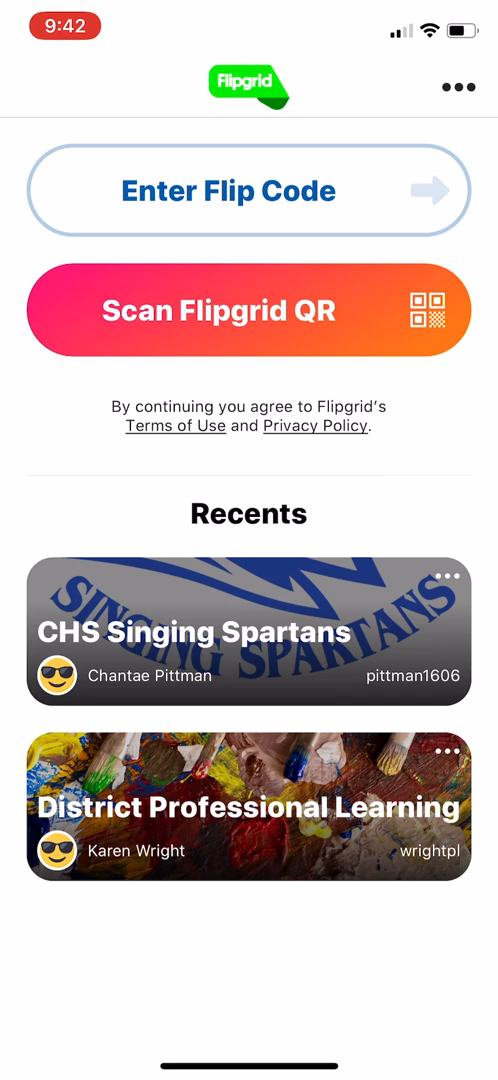 9:42
Flipgrid
Enter Flip Code
Scan Flipgrid QR
By continuing you agree to Flipgrid’s
Terms of Use and Privacy Policy.
Recents
SINGING SPARTANS
CHS Singing Spartans
Chantae Pittman pittman1606
District Professional Learning
Karen Wright wrightpl